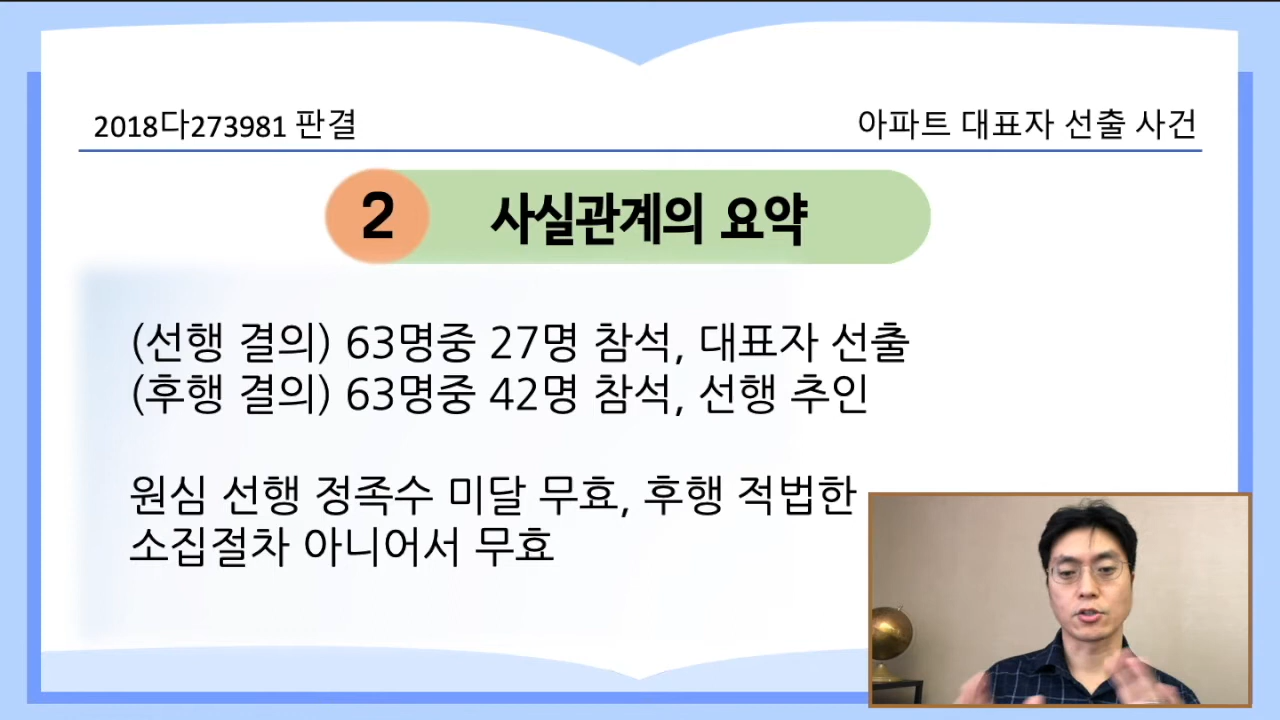 2018다273981 판결
아파트 대표자 선출 사건
2 사실관계의 요약
(선행 결의) 63명중 27명 참석, 대표자 선출
(후행 결의) 63명중 42명 참석, 선행 추인
원심 선행 정족수 미달 무효, 후행 적법한
소집절차 아니어서 무효